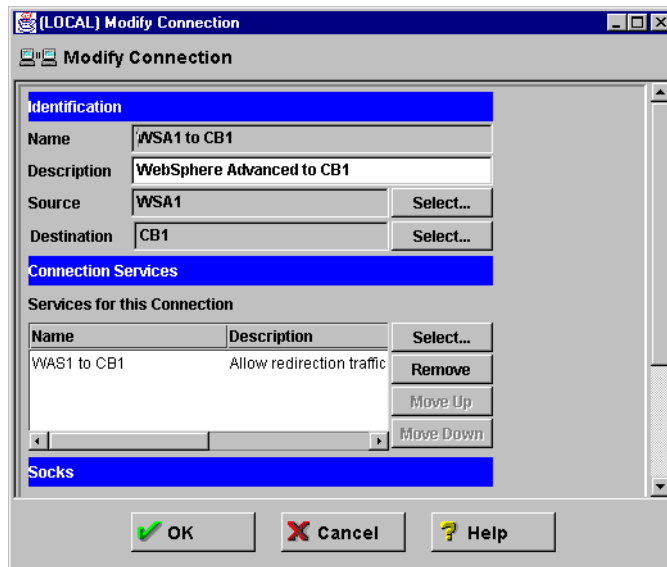 (LOCAL) Modify Connection
Modify Connection
Identification
Name WSA1 to CB1
Description WebSphere Advanced to CB1
Source WSA1 Select...
Destination CB1 Select...
Connection Services
Services for this Connection
Name Description Select...
WAS1 to CB1 Allow redirection traffic
Remove
Move Up
Move Down
Socks
OK Cancel Help